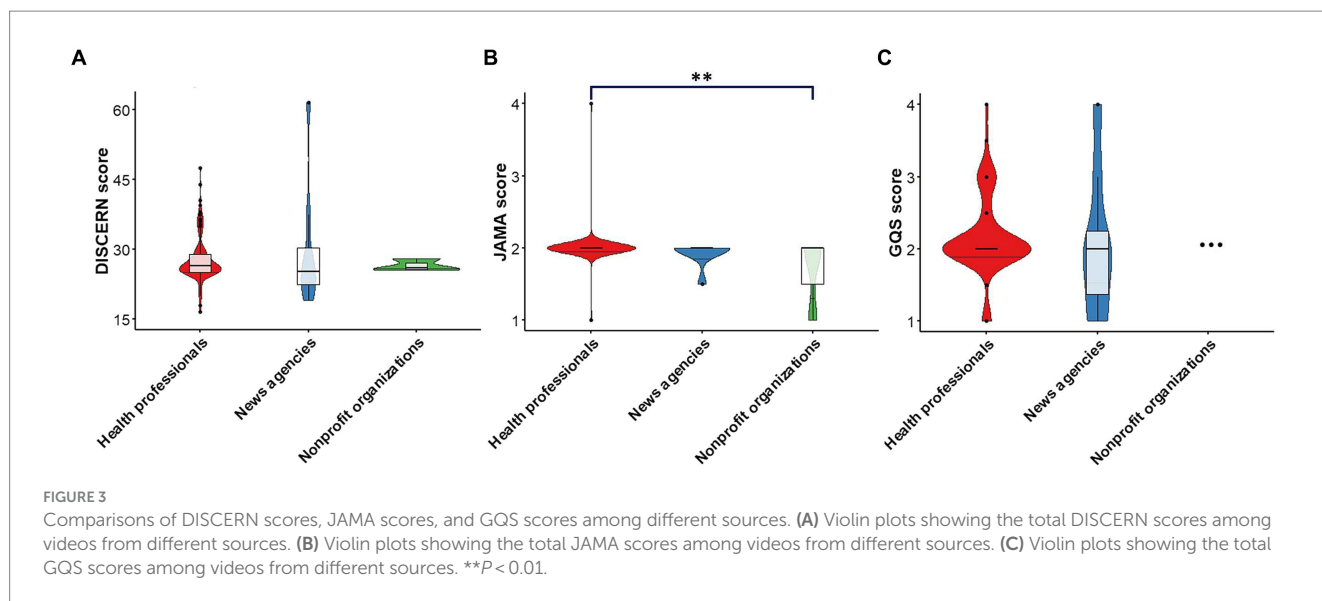 A
DISCERN score
60
45
30
15
Health professionals
News agencies
Nonprofit organizations
B
**
JAMA score
4
3
2
1
Health professionals
News agencies
Nonprofit organizations
C
GQS score
4
3
2
1
Health professionals
News agencies
Nonprofit organizations
FIGURE 3
Comparisons of DISCERN scores, JAMA scores, and GQS scores among different sources. (A) Violin plots showing the total DISCERN scores among
videos from different sources. (B) Violin plots showing the total JAMA scores among videos from different sources. (C) Violin plots showing the total
GQS scores among videos from different sources. **P < 0.01.